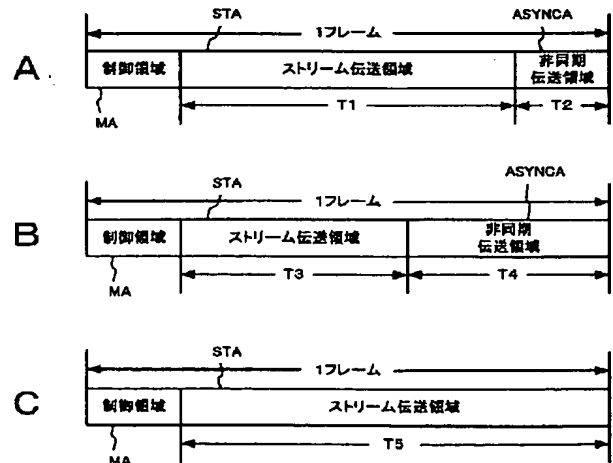 A
STA
ASYNCA
1フレーム
制御領域
ストリーム伝送領域
非同期
伝送領域
MA
T1
T2
B
STA
ASYNCA
1フレーム
制御領域
ストリーム伝送領域
非同期
伝送領域
MA
T3
T4
C
STA
1フレーム
制御領域
ストリーム伝送領域
MA
T5